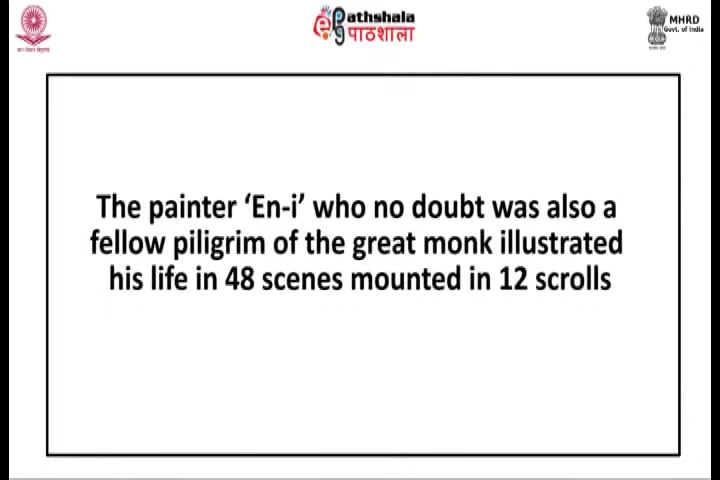 Pathshala
पाठशाला
MHRD
Govt. of India
The painter ‘En-i’ who no doubt was also a
fellow piligrim of the great monk illustrated
his life in 48 scenes mounted in 12 scrolls